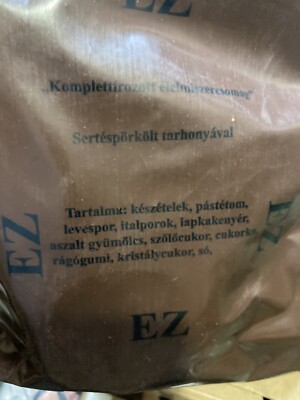 EZ
„Komplettírozott élelmiszercsomag"
Sertéspörkölt tarhonyával
Tartalma: készételek, pástétom,
levespor, italporok, lapkakenyér,
aszalt gyümölcs, szőlőcukor, cukorka,
rágógumi, kristálycukor, só,
EZ
EZ
EZ